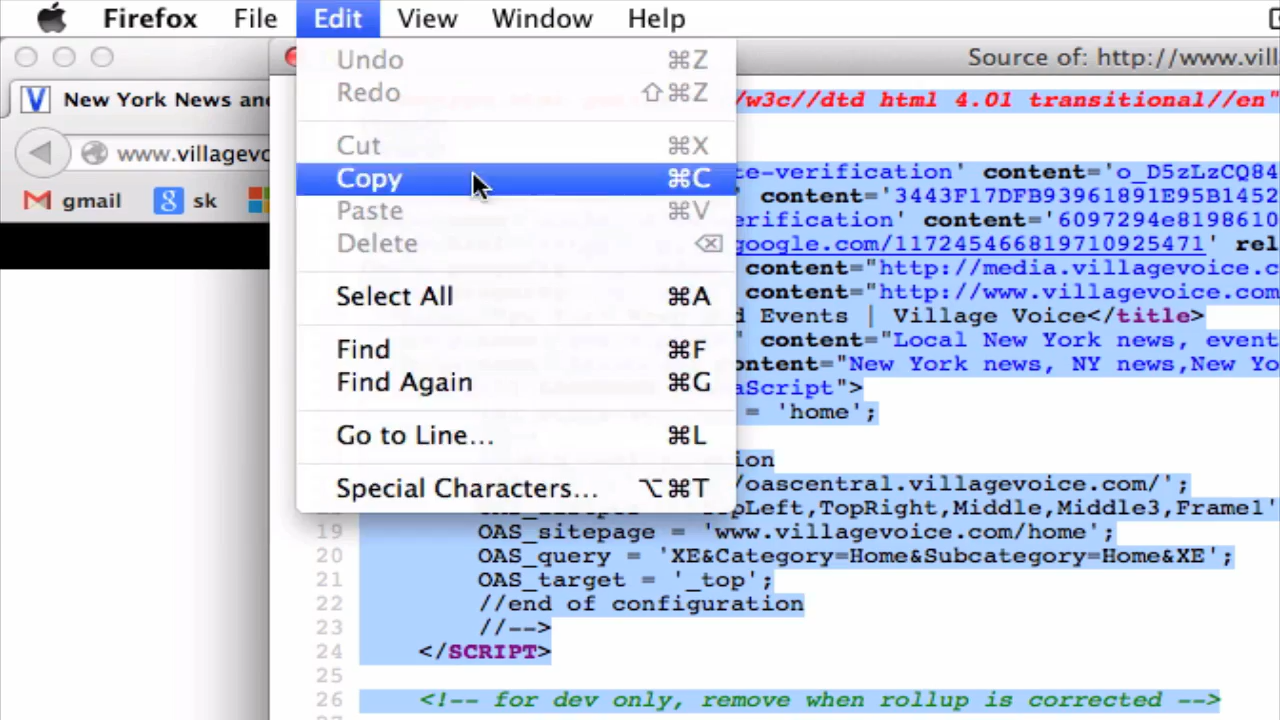 Firefox File Edit View Window Help
Source of: http://www.vill
Undo ⌘Z
Redo ⇧⌘Z
Cut ⌘X
Copy ⌘C
Paste ⌘V
Delete ⌫
Select All ⌘A
Find ⌘F
Find Again ⌘G
Go to Line... ⌘L
Special Characters... ⌥⌘T
V New York News and
www.villagevo
gmail sk
/w3c//dtd html 4.01 transitional//en"
te-verification' content='o_D5zLzCQ84
content='3443F17DFB93961891E95B1452
erification' content='6097294e8198610
google.com/117245466819710925471' rel
content="http://media.villagevoice.c
content="http://www.villagevoice.com
d Events | Village Voice</title>
" content="Local New York news, event
ontent="New York news, NY news,New Yo
aScript">
= 'home';
ion
/oascentral.villagevoice.com/';
TopRight,Middle,Middle3,Frame1'
19 OAS_sitepage = 'www.villagevoice.com/home';
20 OAS_query = 'XE&Category=Home&Subcategory=Home&XE';
21 OAS_target = '_top';
22 //end of configuration
23 //-->
24 </SCRIPT>
25
26 <!-- for dev only, remove when rollup is corrected -->